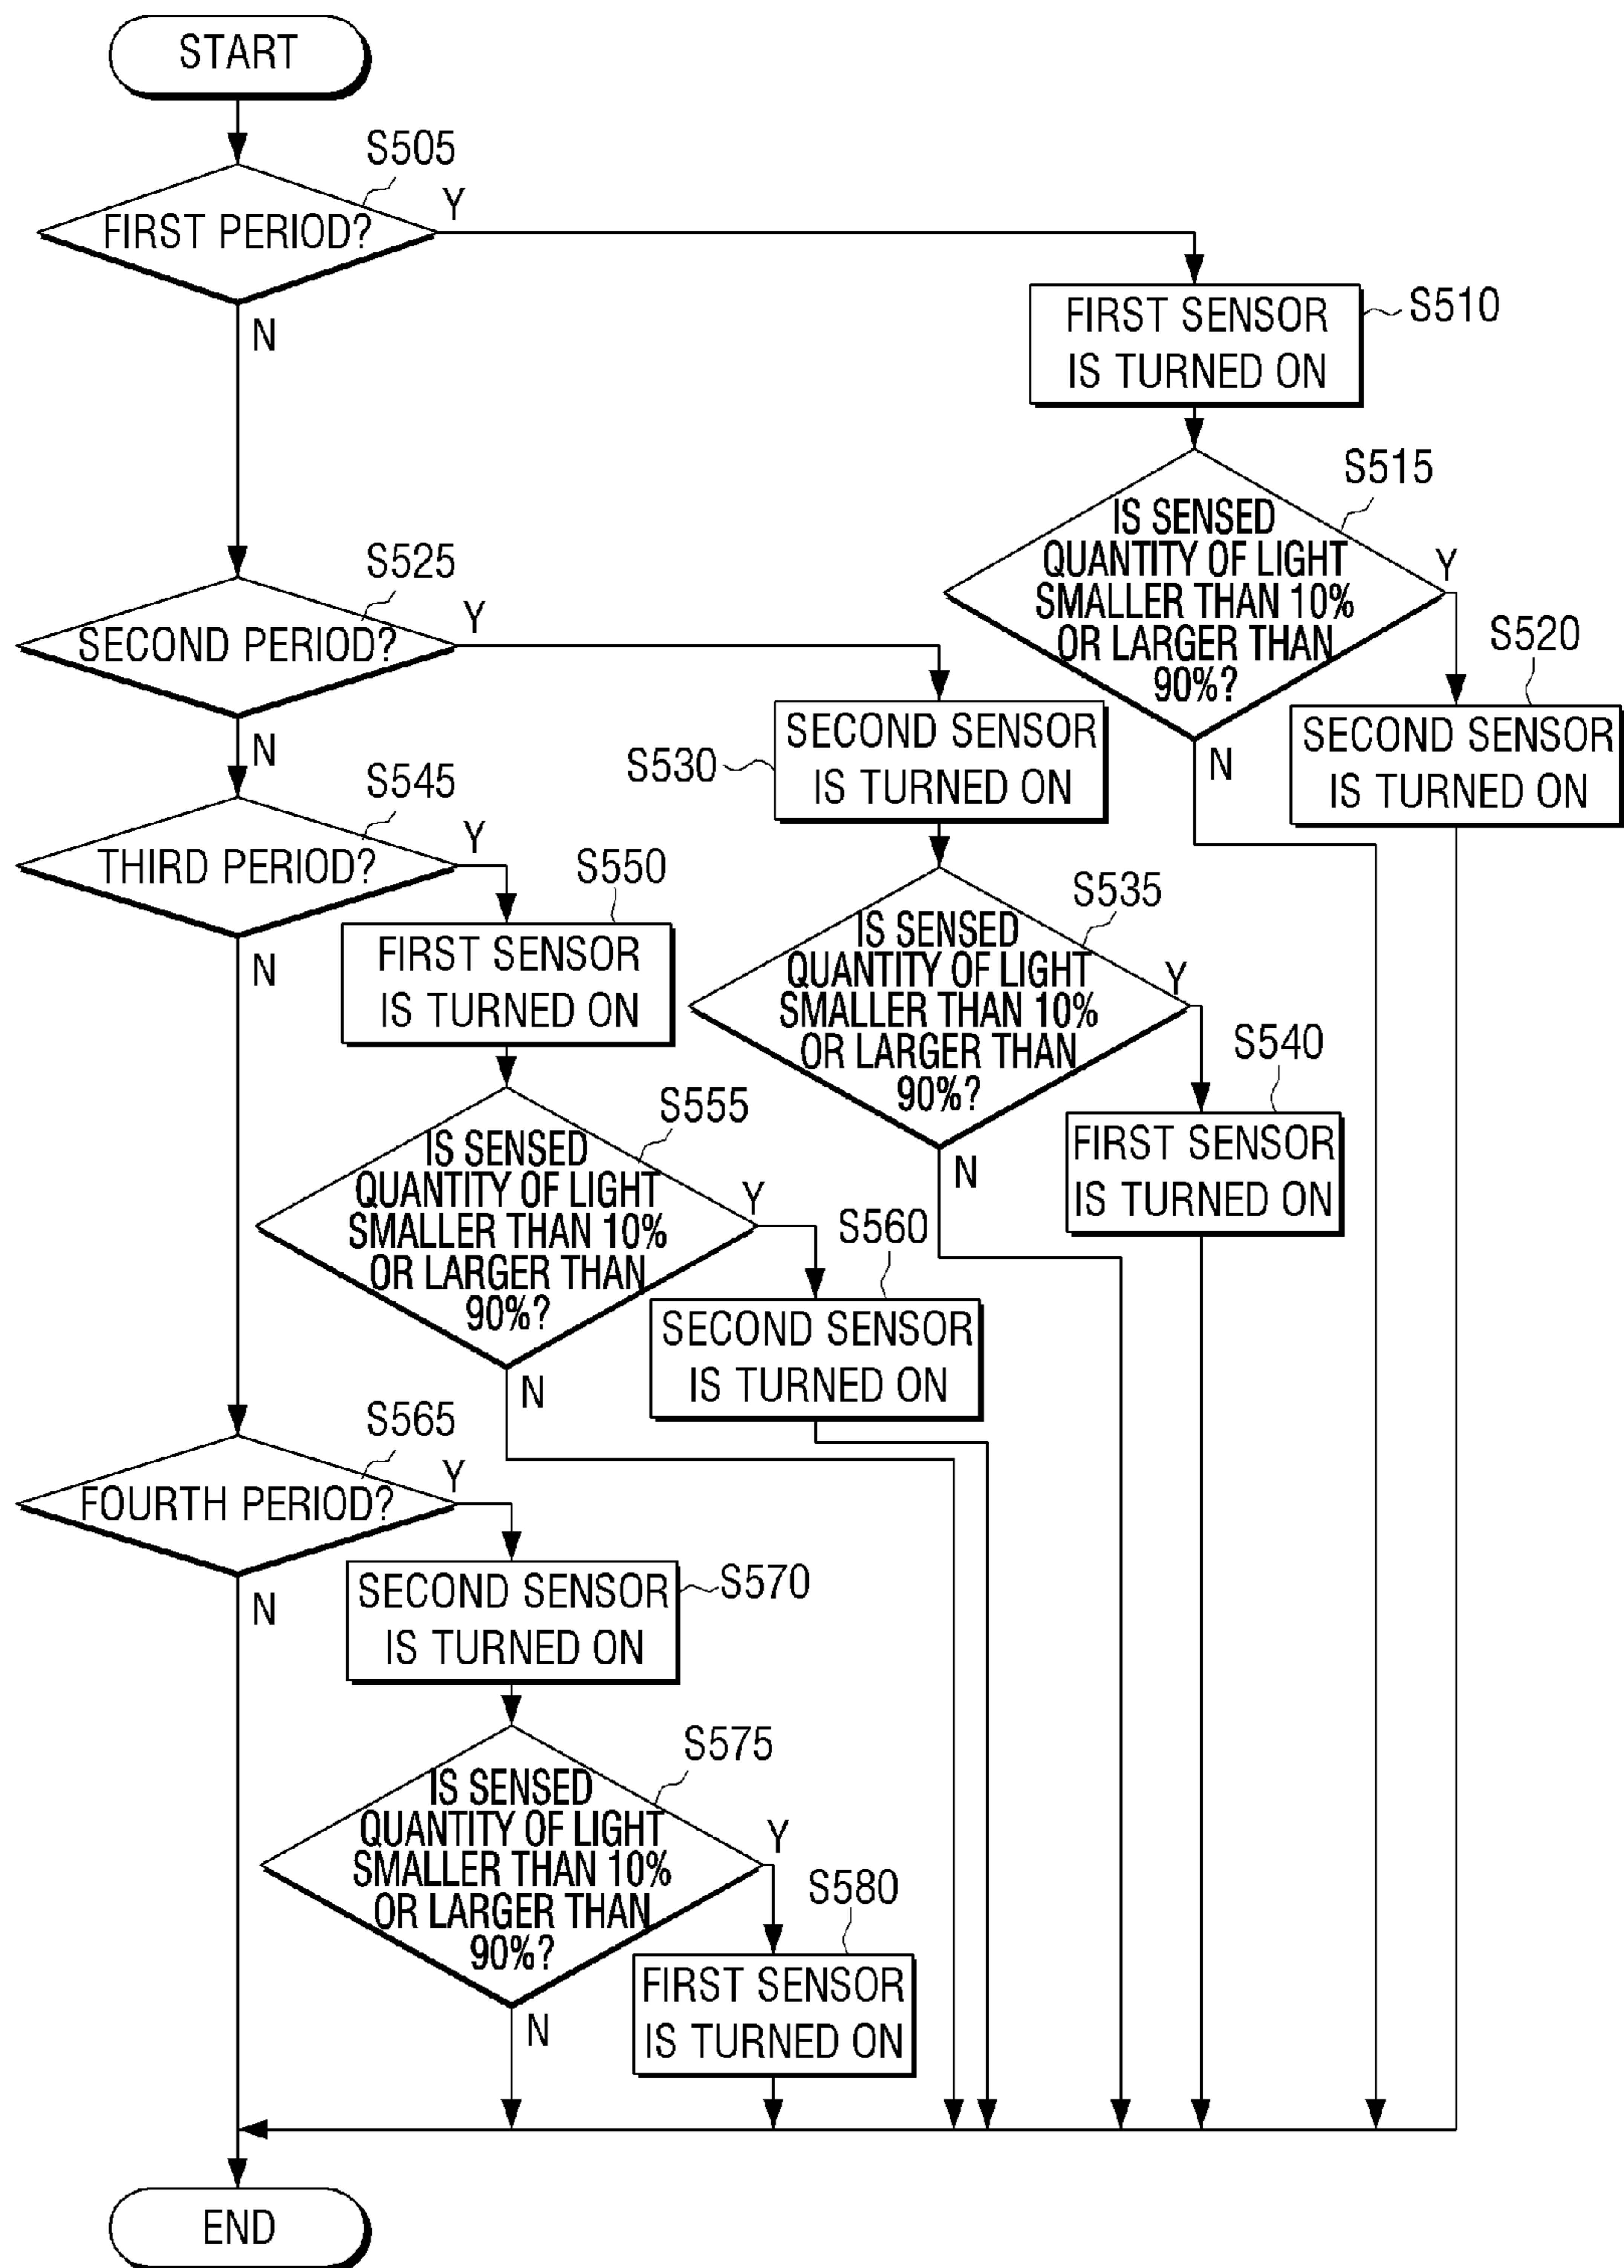 START
S505
FIRST PERIOD?
Y
N
S510
FIRST SENSOR
IS TURNED ON
S515
IS SENSED
QUANTITY OF LIGHT
SMALLER THAN 10%
OR LARGER THAN
90%?
Y
N
S520
SECOND SENSOR
IS TURNED ON
S525
SECOND PERIOD?
Y
N
S530
SECOND SENSOR
IS TURNED ON
S535
IS SENSED
QUANTITY OF LIGHT
SMALLER THAN 10%
OR LARGER THAN
90%?
Y
N
S540
FIRST SENSOR
IS TURNED ON
S545
THIRD PERIOD?
Y
N
S550
FIRST SENSOR
IS TURNED ON
S555
IS SENSED
QUANTITY OF LIGHT
SMALLER THAN 10%
OR LARGER THAN
90%?
Y
N
S560
SECOND SENSOR
IS TURNED ON
S565
FOURTH PERIOD?
Y
N
S570
SECOND SENSOR
IS TURNED ON
S575
IS SENSED
QUANTITY OF LIGHT
SMALLER THAN 10%
OR LARGER THAN
90%?
Y
N
S580
FIRST SENSOR
IS TURNED ON
END